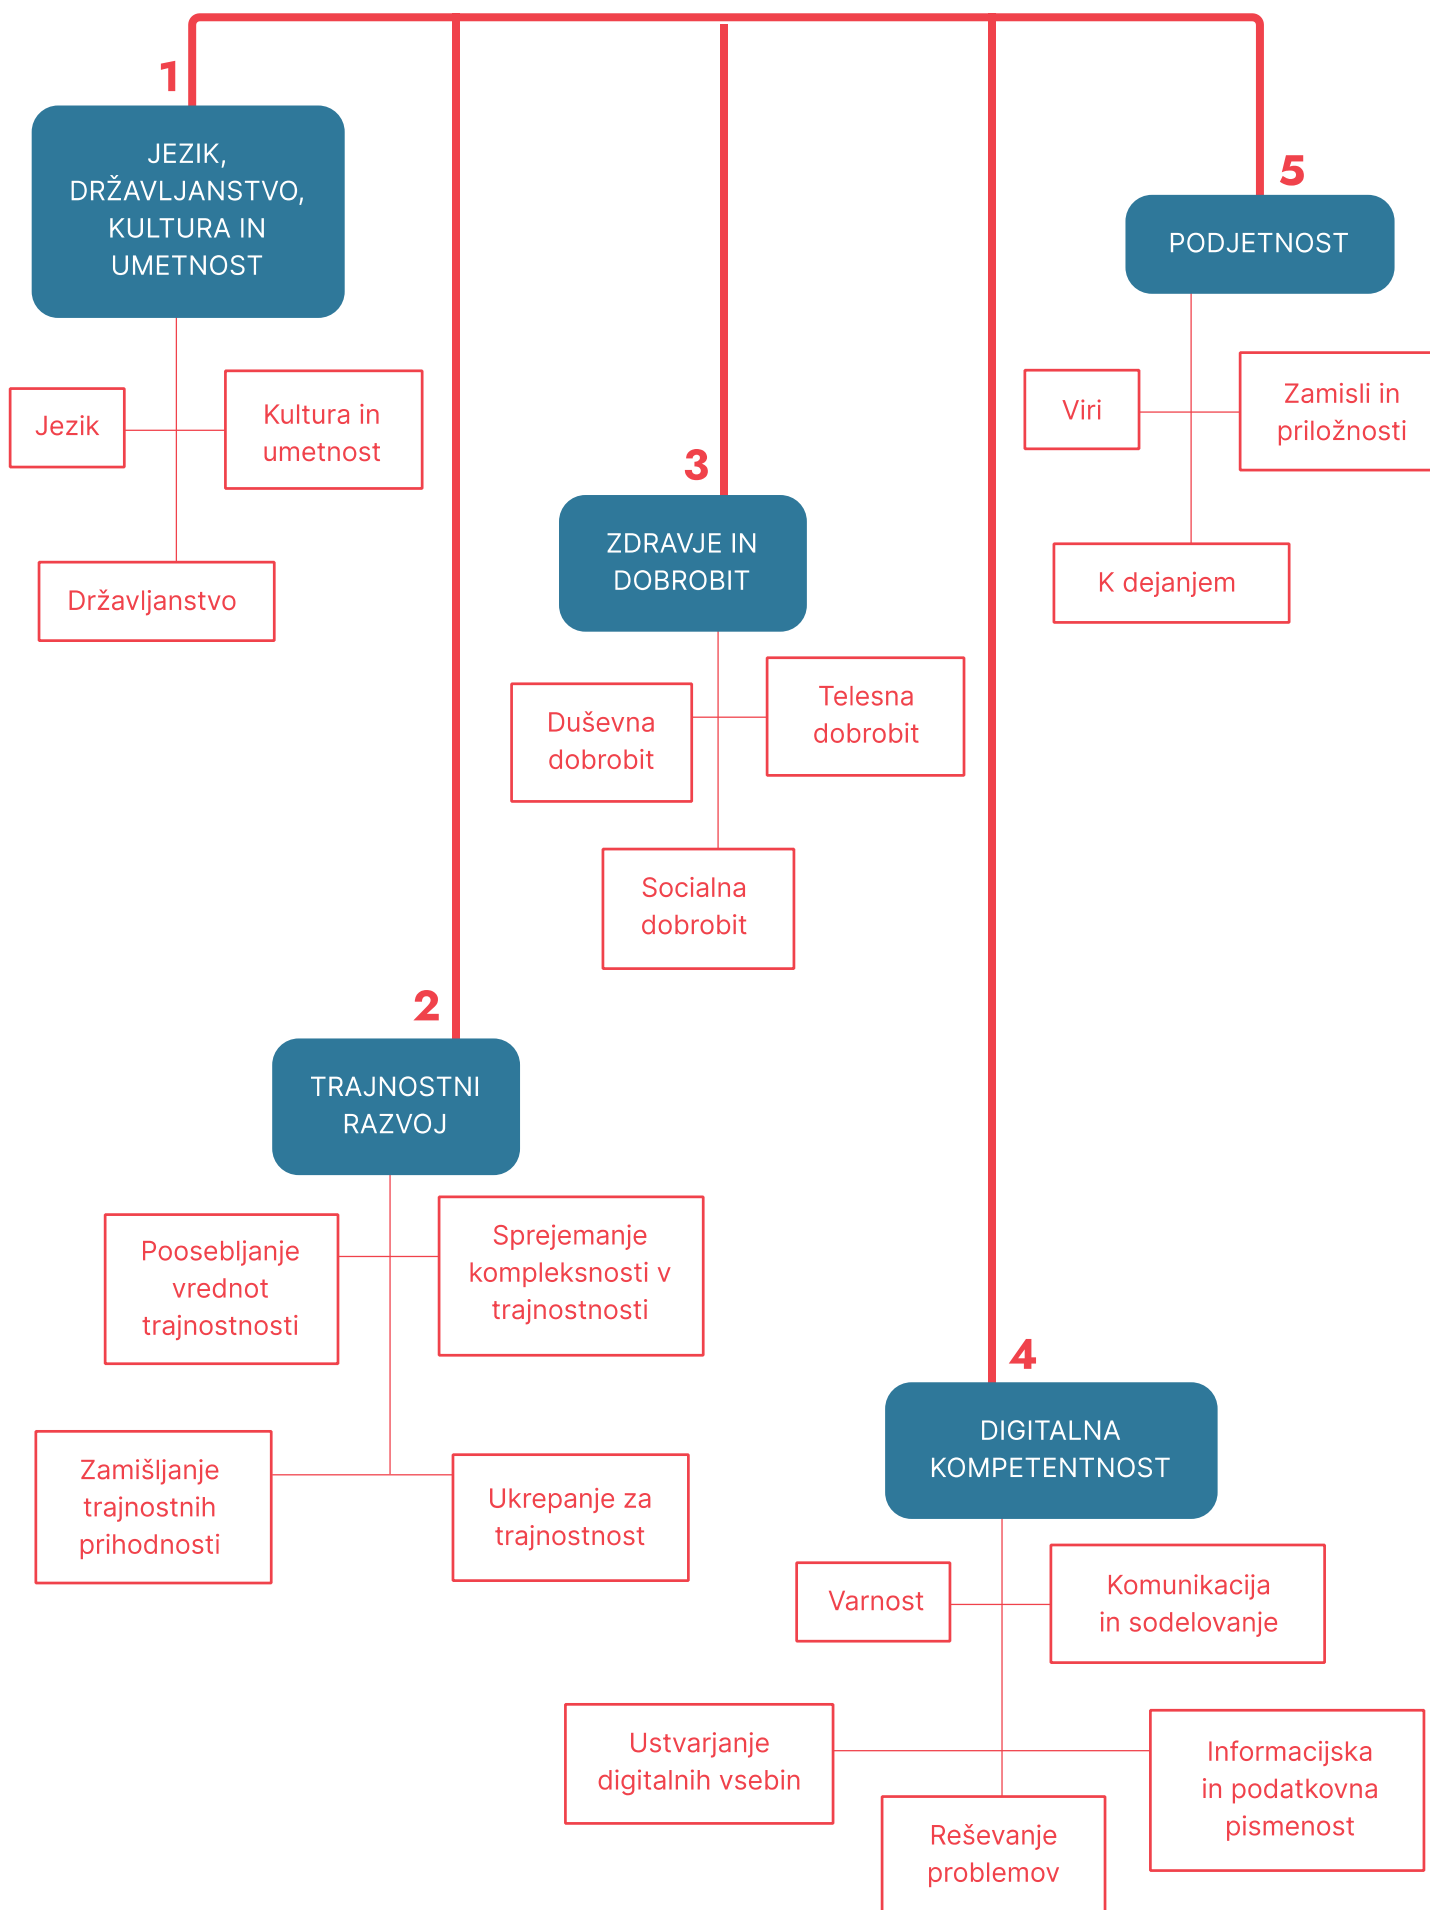 1
JEZIK,
DRŽAVLJANSTVO,
KULTURA IN
UMETNOST
Jezik
Kultura in
umetnost
Državljanstvo
2
TRAJNOSTNI
RAZVOJ
Poosebljanje
vrednot
trajnostnosti
Sprejemanje
kompleksnosti v
trajnostnosti
Zamišljanje
trajnostnih
prihodnosti
Ukrepanje za
trajnostnost
3
ZDRAVJE IN
DOBROBIT
Duševna
dobrobit
Telesna
dobrobit
Socialna
dobrobit
4
DIGITALNA
KOMPETENTNOST
Varnost
Komunikacija
in sodelovanje
Ustvarjanje
digitalnih vsebin
Informacijska
in podatkovna
pismenost
Reševanje
problemov
5
PODJETNOST
Viri
Zamisli in
priložnosti
K dejanjem